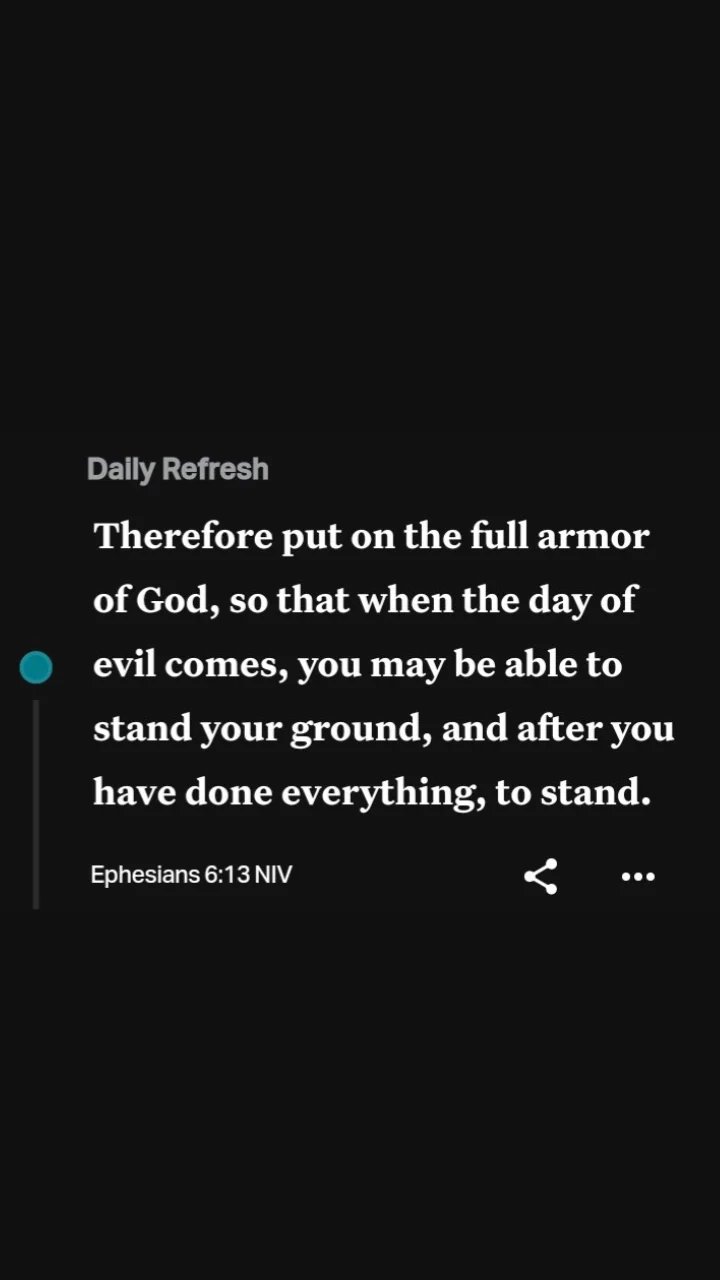 Daily Refresh
Therefore put on the full armor
of God, so that when the day of
evil comes, you may be able to
stand your ground, and after you
have done everything, to stand.
Ephesians 6:13 NIV